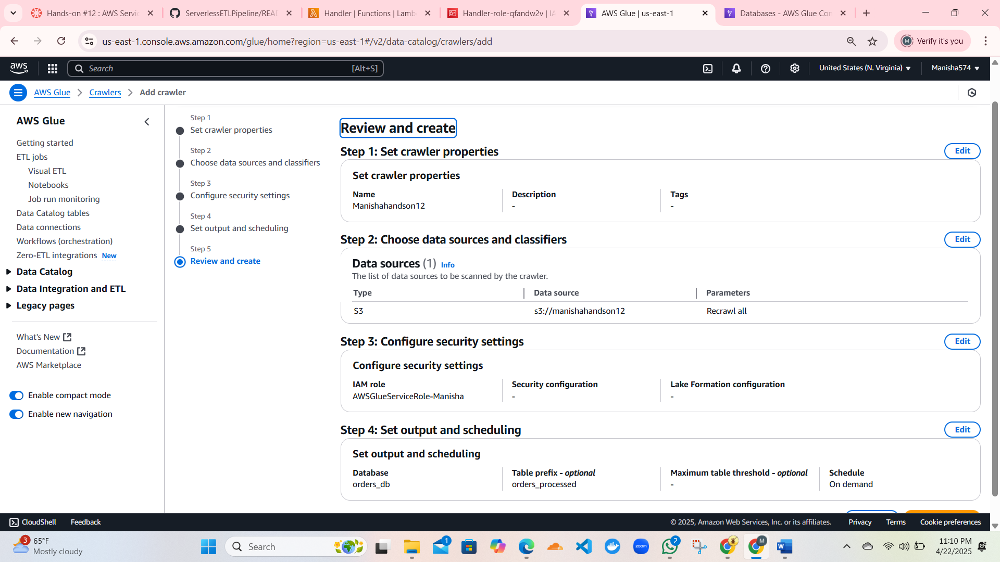 Hands-on #12 : AWS Servic
ServerlessETLPipeline/READ
Handler | Functions | Lamb
Handler-role-qfandw2v | IA
AWS Glue | us-east-1
Databases - AWS Glue Con
us-east-1.console.aws.amazon.com/glue/home?region=us-east-1#/v2/data-catalog/crawlers/add
M
Verify it's you
aws
Search
[Alt+S]
United States (N. Virginia)
Manisha574
AWS Glue
Crawlers
Add crawler
AWS Glue
Getting started
ETL jobs
Visual ETL
Notebooks
Job run monitoring
Data Catalog tables
Data connections
Workflows (orchestration)
Zero-ETL integrations New
Data Catalog
Data Integration and ETL
Legacy pages
What's New
Documentation
AWS Marketplace
Enable compact mode
Enable new navigation
Step 1
Set crawler properties
Step 2
Choose data sources and classifiers
Step 3
Configure security settings
Step 4
Set output and scheduling
Step 5
Review and create
Review and create
Step 1: Set crawler properties
Edit
Set crawler properties
Name
Manishahandson12
Description
-
Tags
-
Step 2: Choose data sources and classifiers
Edit
Data sources (1) Info
The list of data sources to be scanned by the crawler.
Type
Data source
Parameters
S3
s3://manishahandson12
Recrawl all
Step 3: Configure security settings
Edit
Configure security settings
IAM role
AWSGlueServiceRole-Manisha
Security configuration
-
Lake Formation configuration
-
Step 4: Set output and scheduling
Edit
Set output and scheduling
Database
orders_db
Table prefix - optional
orders_processed
Maximum table threshold - optional
-
Schedule
On demand
CloudShell
Feedback
© 2025, Amazon Web Services, Inc. or its affiliates.
Privacy
Terms
Cookie preferences
3
65°F
Mostly cloudy
Search
1
zoom
2
M
W
11:10 PM
4/22/2025